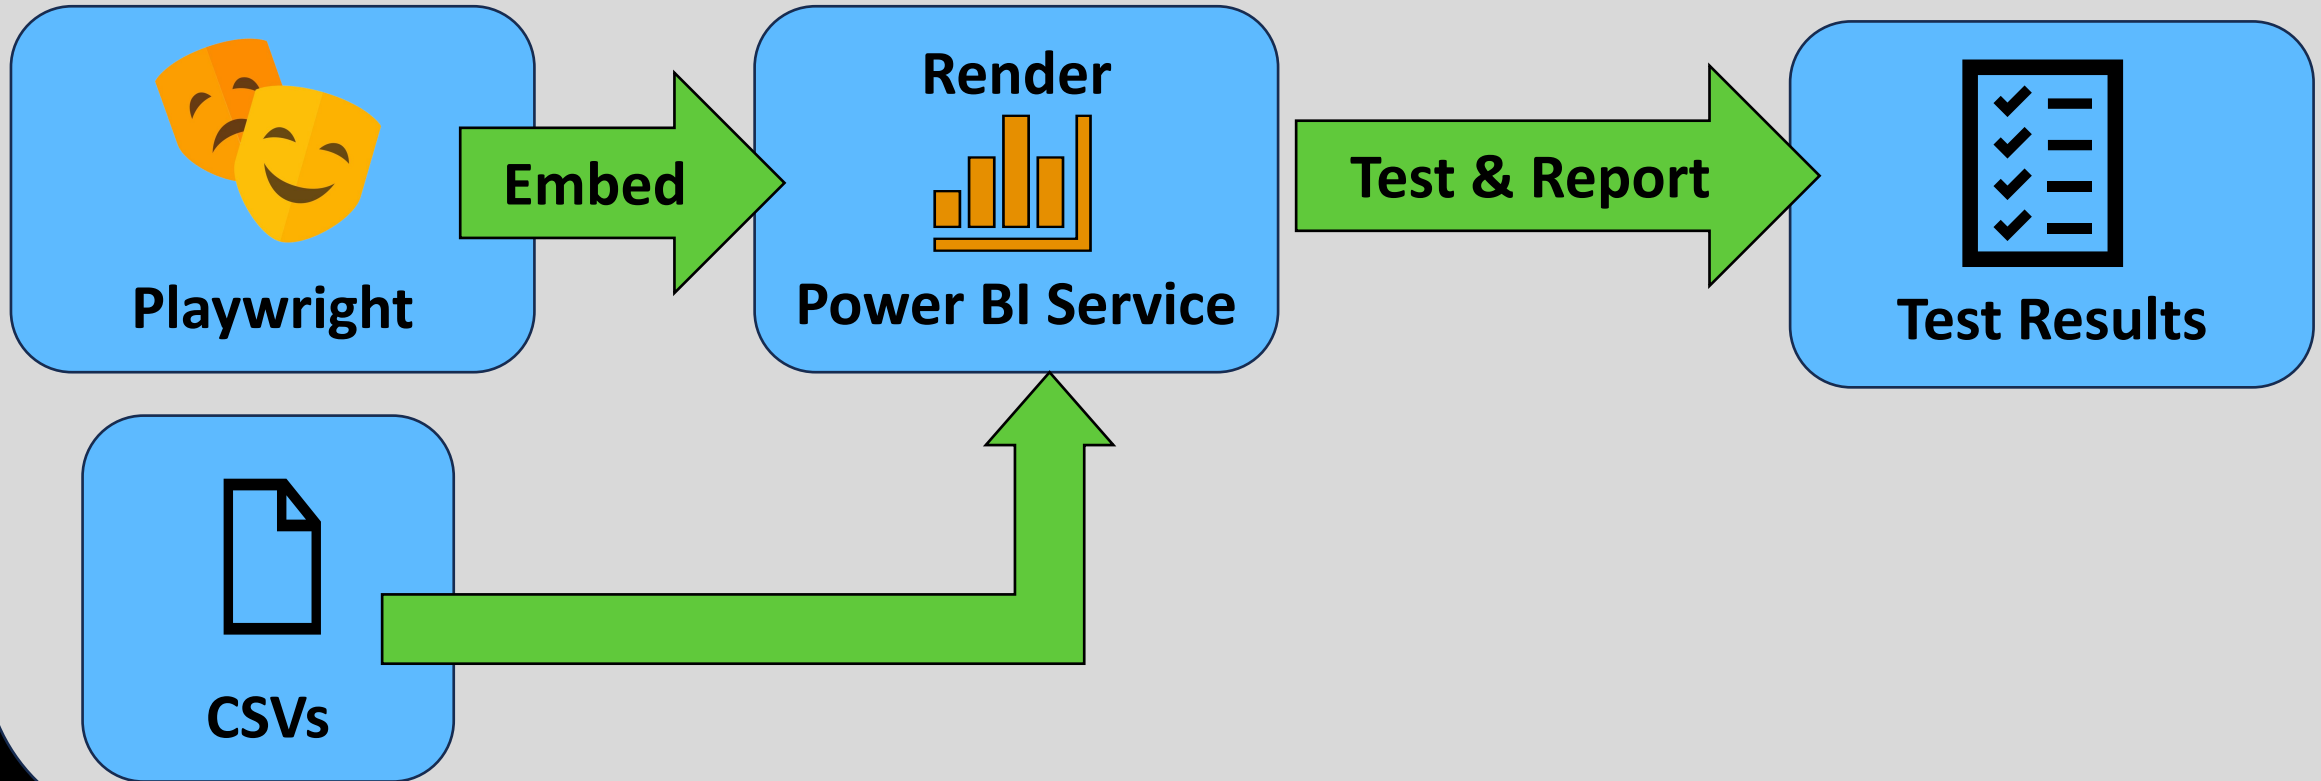 Playwright
Embed
Render
Power BI Service
Test & Report
Test Results
CSVs